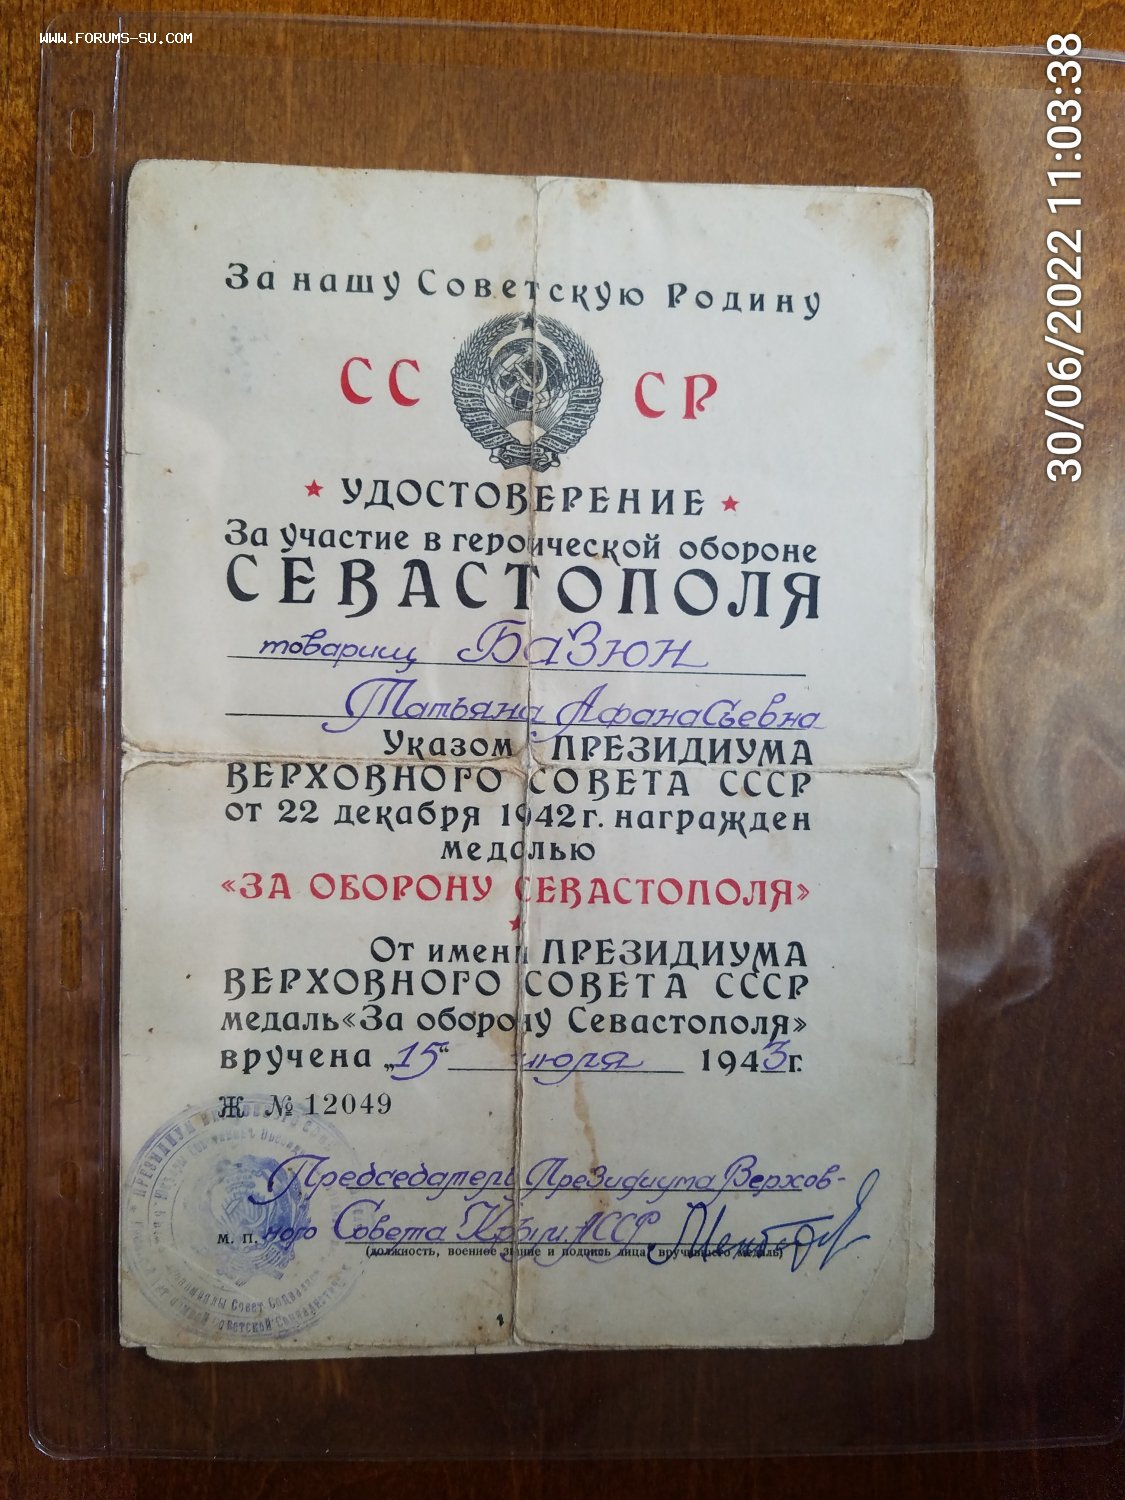 www.forums-su.com
30/06/2022 11:03:38
За нашу Советскую Родину
СС СР
УДОСТОВЕРЕНИЕ
За участие в героической обороне
СЕВАСТОПОЛЯ
товарищ Базюн
Татьяна Афанасьевна
Указом ПРЕЗИДИУМА
ВЕРХОВНОГО СОВЕТА СССР
от 22 декабря 1942 г. награжден
медалью
«ЗА ОБОРОНУ СЕВАСТОПОЛЯ»
От имени ПРЕЗИДИУМА
ВЕРХОВНОГО СОВЕТА СССР
медаль «За оборону Севастополя»
вручена „15“ июля 1943 г.
Ж № 12049
Председатель Президиума Верхов-
м. п. ного Совета Крым. АССР
(должность, военное звание и подпись лица, вручившего медаль)